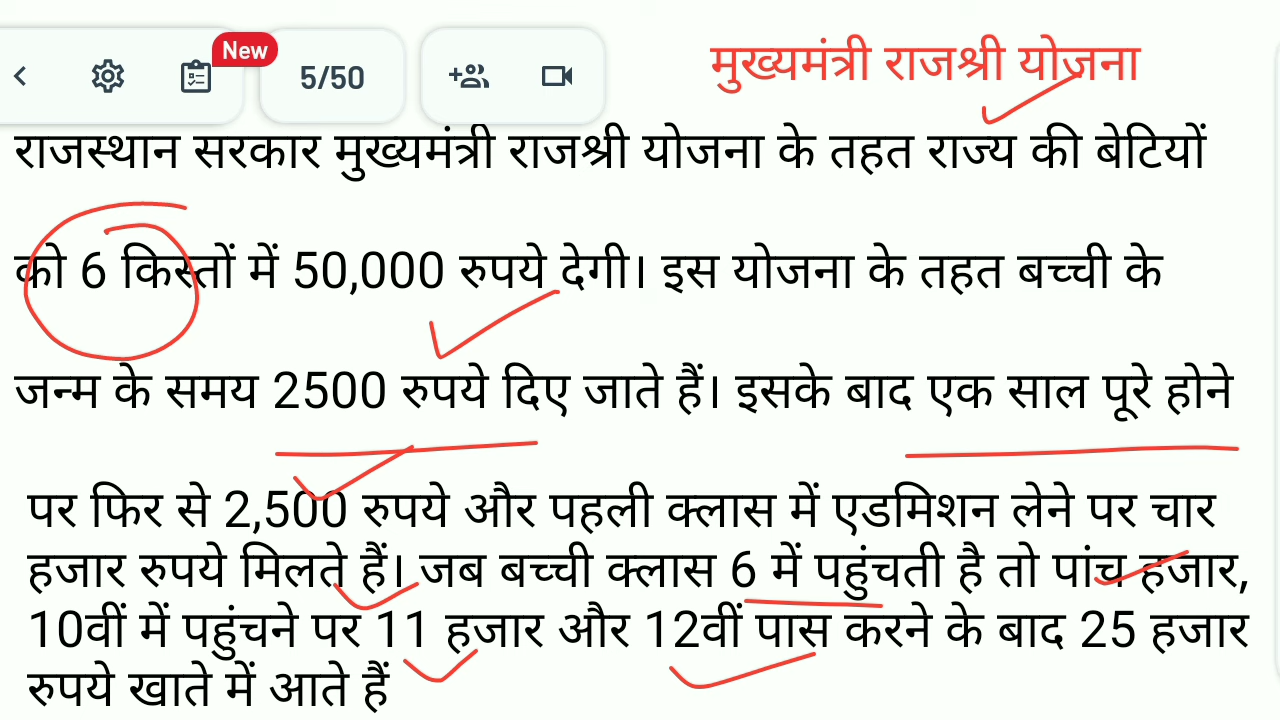 New
5/50
मुख्यमंत्री राजश्री योजना
राजस्थान सरकार मुख्यमंत्री राजश्री योजना के तहत राज्य की बेटियों
को 6 किस्तों में 50,000 रुपये देगी। इस योजना के तहत बच्ची के
जन्म के समय 2500 रुपये दिए जाते हैं। इसके बाद एक साल पूरे होने
पर फिर से 2,500 रुपये और पहली क्लास में एडमिशन लेने पर चार
हजार रुपये मिलते हैं। जब बच्ची क्लास 6 में पहुंचती है तो पांच हजार,
10वीं में पहुंचने पर 11 हजार और 12वीं पास करने के बाद 25 हजार
रुपये खाते में आते हैं